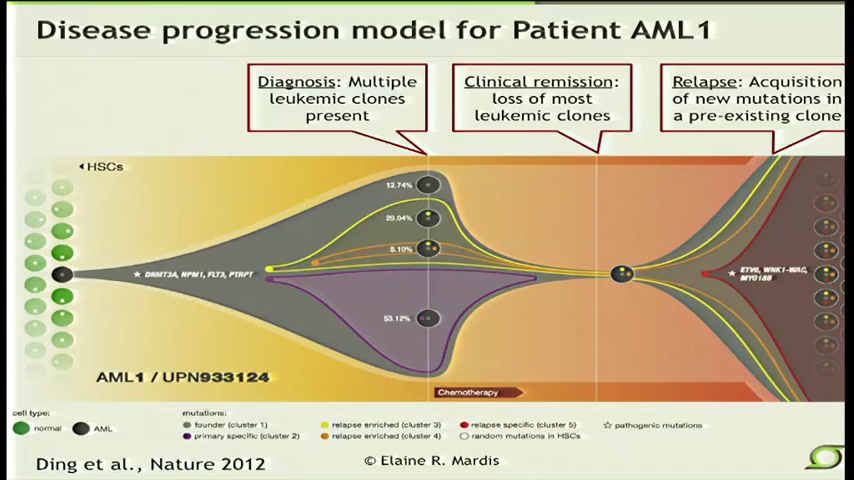 Disease progression model for Patient AML1
Diagnosis: Multiple
leukemic clones
present
Clinical remission:
loss of most
leukemic clones
Relapse: Acquisition
of new mutations in
a pre-existing clone
HSCs
12.74%
29.04%
5.10%
DNMT3A, NPM1, FLT3, PTRPT
ETV6, WNK1-WAC,
MYO18B
53.12%
AML1 / UPN933124
Chemotherapy
cell type:
normal
AML
mutations:
founder (cluster 1)
primary specific (cluster 2)
relapse enriched (cluster 3)
relapse enriched (cluster 4)
relapse specific (cluster 5)
random mutations in HSCs
pathogenic mutations
Ding et al., Nature 2012
© Elaine R. Mardis